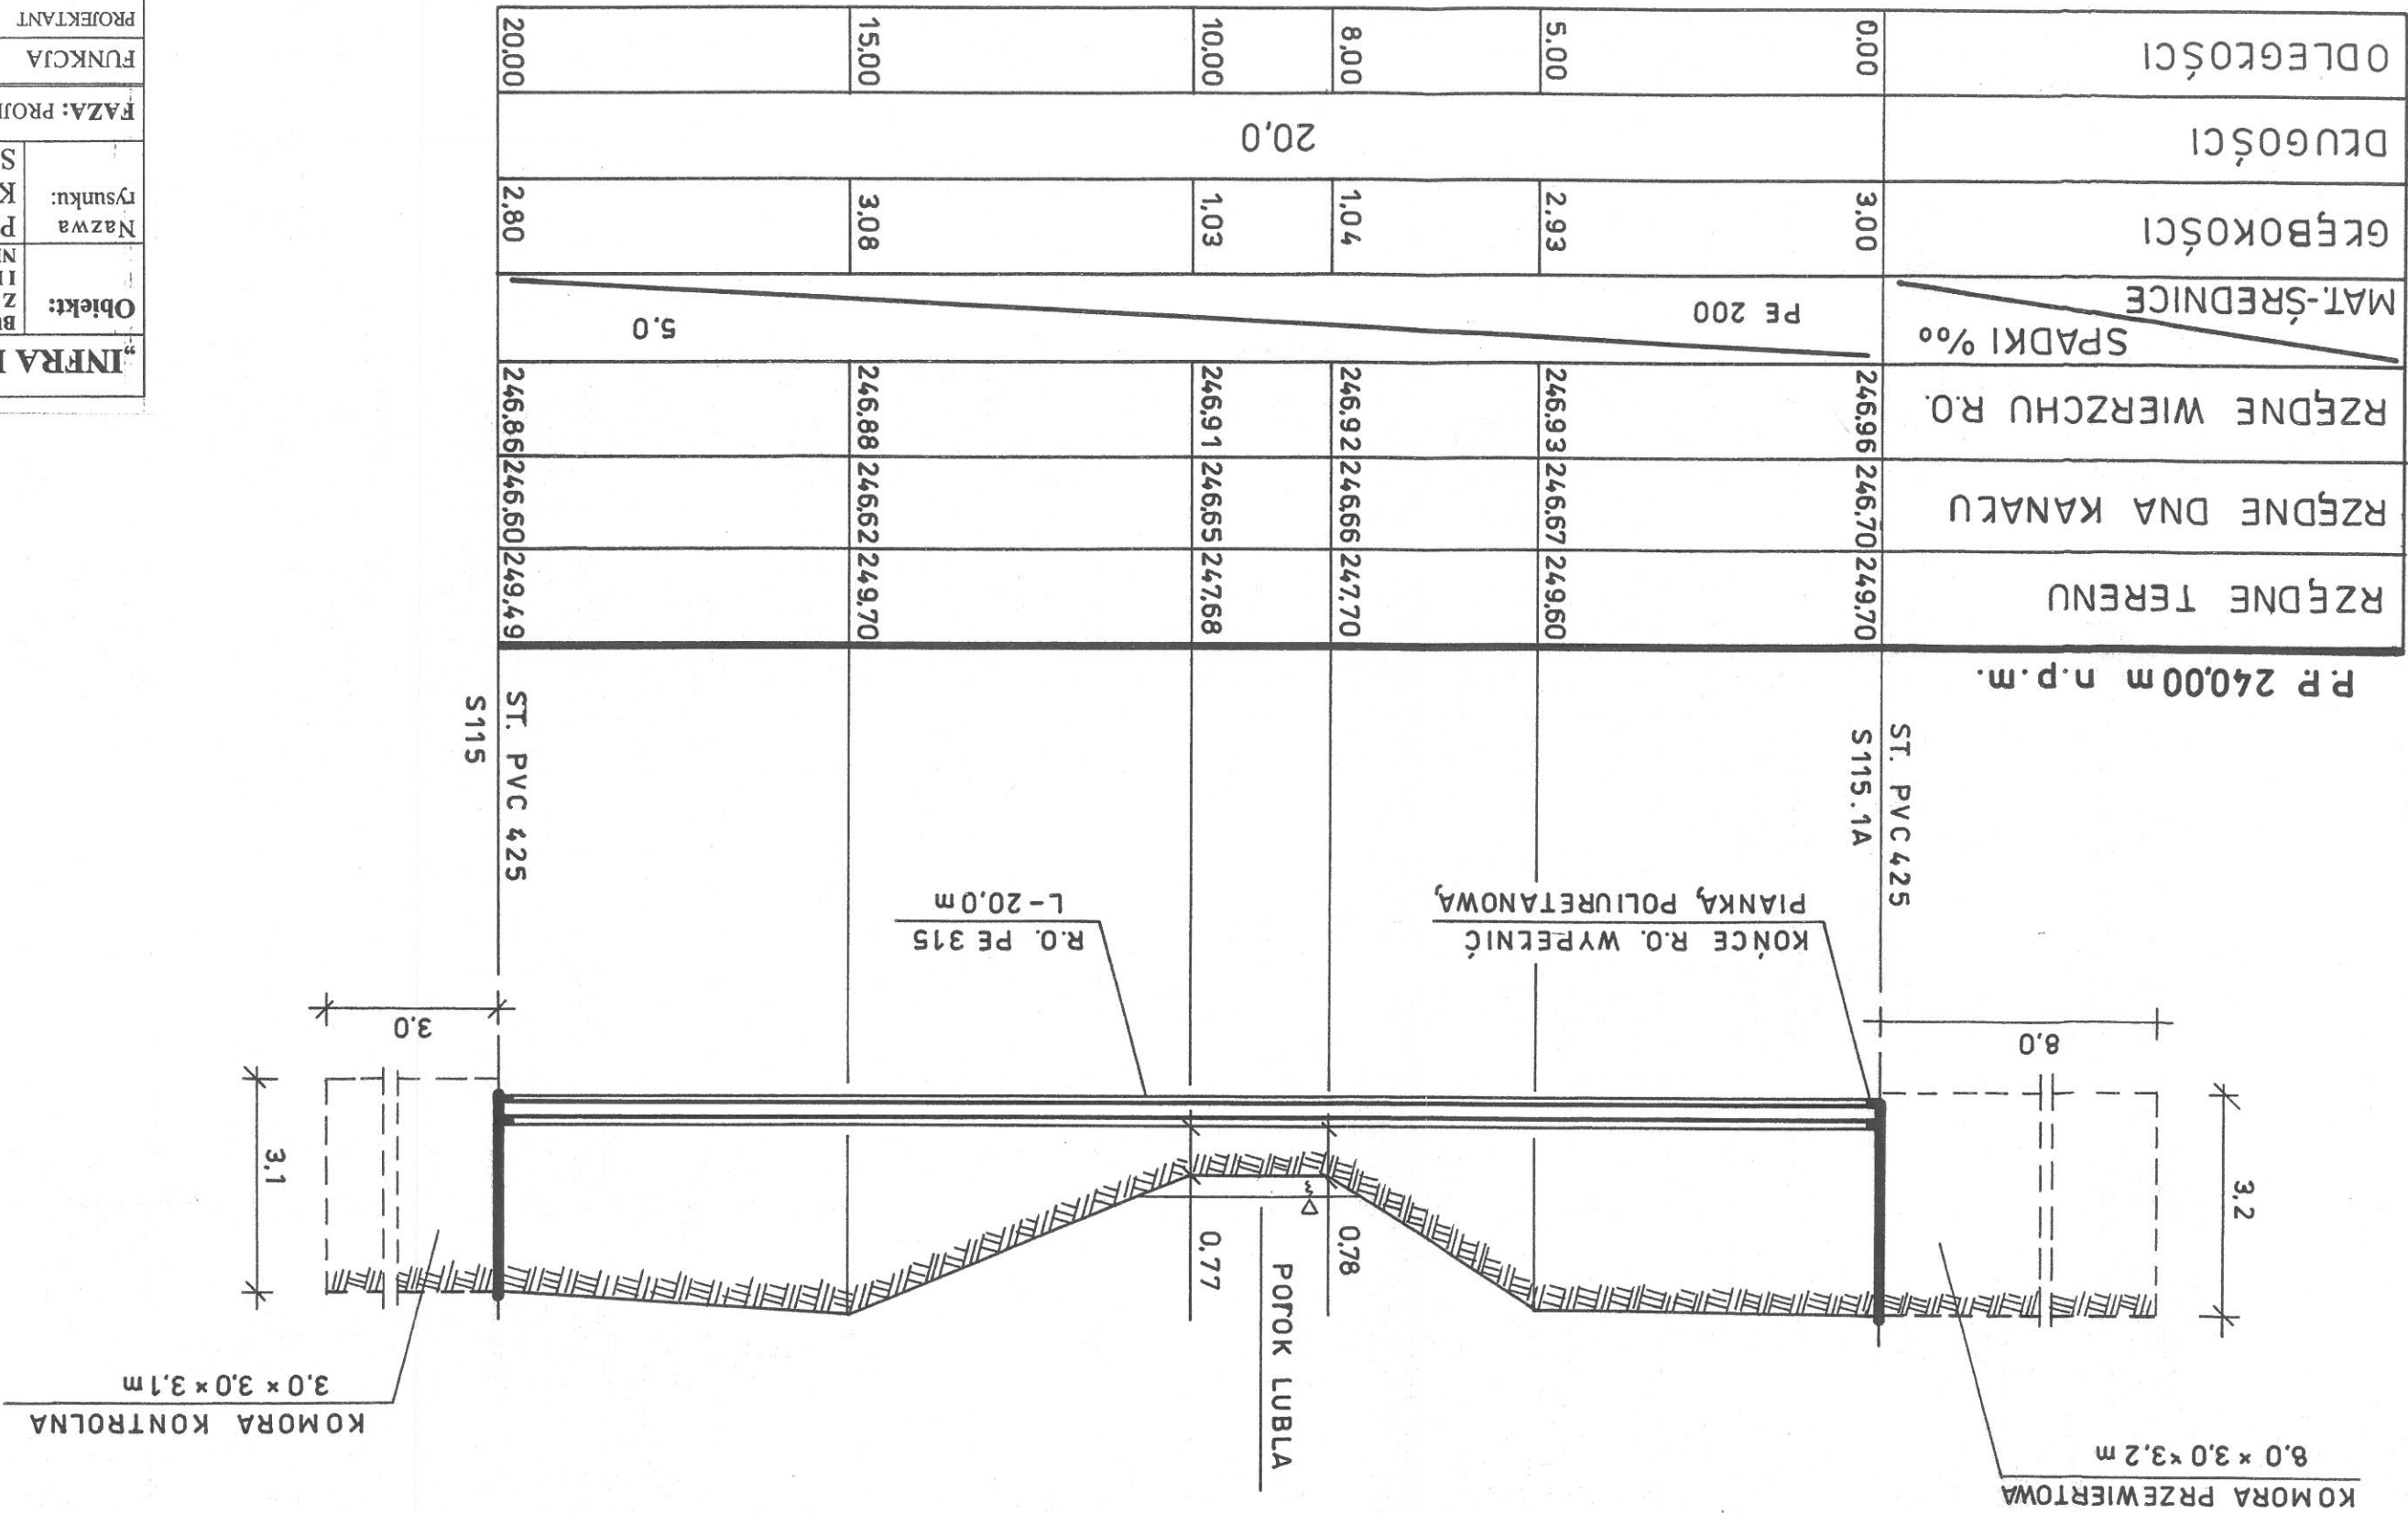 KOMORA PRZEWIERTOWA
8,0 × 3,0 × 3,2 m
KOMORA KONTROLNA
3,0 × 3,0 × 3,1 m
POTOK LUBLA
3,2
8,0
0,78
0,77
3,1
3,0
KOŃCE R.O. WYPEŁNIĆ
PIANKĄ POLIURETANOWĄ
R.O. PE 315
L-20,0 m
ST. PVC 425
S115.1A
ST. PVC 425
S115
P.P. 240,00 m n.p.m.
RZĘDNE TERENU 249,70 249,60 247,70 247,68 249,70 249,49
RZĘDNE DNA KANAŁU 246,70 246,67 246,66 246,65 246,62 246,60
RZĘDNE WIERZCHU R.O. 246,96 246,93 246,92 246,91 246,88 246,86
SPADKI ‰ 5,0
MAT.-ŚREDNICE PE 200
GŁĘBOKOŚCI 3,00 2,93 1,04 1,03 3,08 2,80
DŁUGOŚCI 20,0
ODLEGŁOŚCI 0,00 5,00 8,00 10,00 15,00 20,00
„INFRA
Obiekt:
Nazwa
rysunku:
FAZA:
FUNKCJA
PROJEKTANT